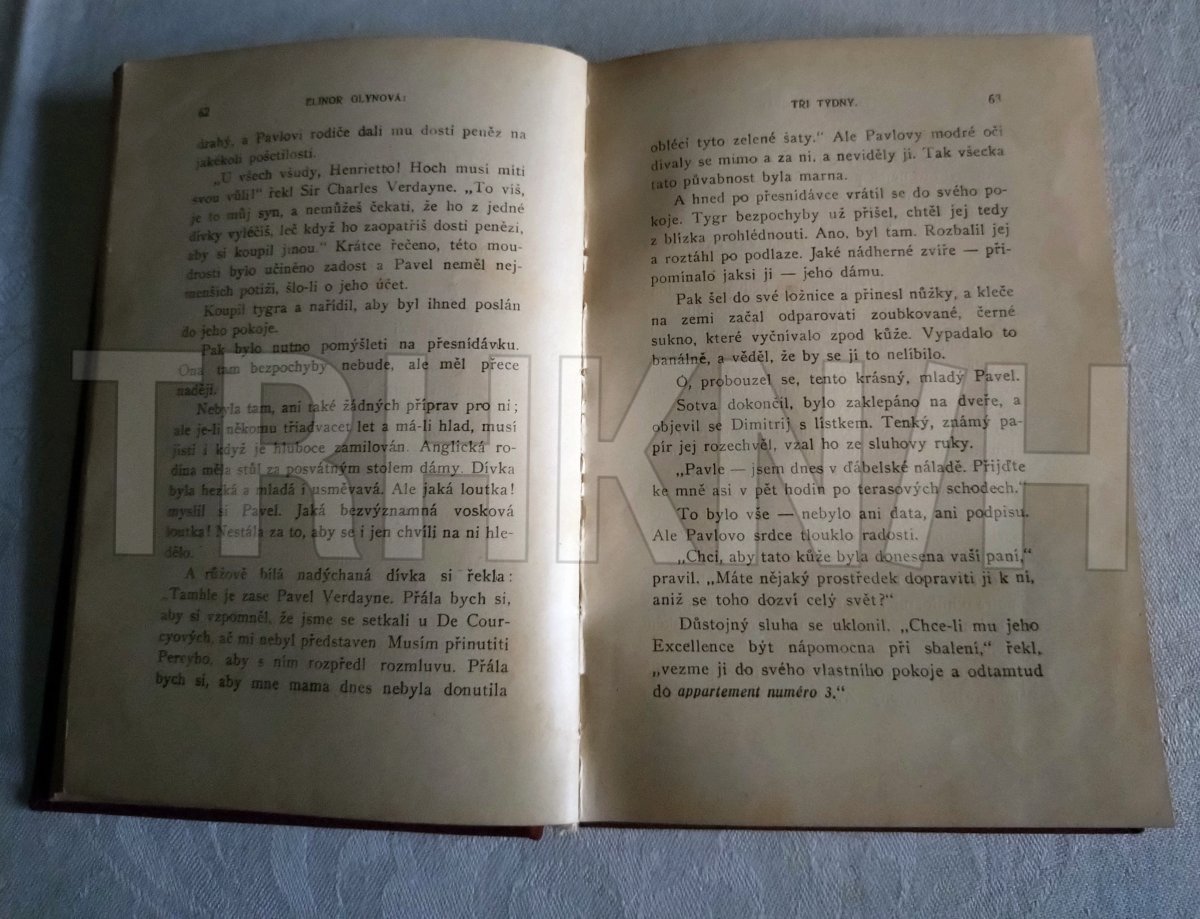 62
ELINOR GLYNOVÁ:
drahý, a Pavlovi rodiče dali mu dosti peněz na
jakékoli pošetilosti.
„U všech všudy, Henrietto! Hoch musí míti
svou vůli!“ řekl Sir Charles Verdayne. „To víš,
je to můj syn, a nemůžeš čekati, že ho z jedné
dívky vyléčíš, leč když ho zaopatříš dosti penězi,
aby si koupil jinou.“ Krátce řečeno, této mou-
drosti bylo učiněno zadost a Pavel neměl nej-
menších potíží, šlo-li o jeho účet.
Koupil tygra a nařídil, aby byl ihned poslán
do jeho pokoje.
Pak bylo nutno pomýšleti na přesnídávku.
Ona tam bezpochyby nebude, ale měl přece
naději.
Nebyla tam, ani také žádných příprav pro ni;
ale je-li někomu třiadvacet let a má-li hlad, musí
jísti i když je hluboce zamilován. Anglická ro-
dina měla stůl za posvátným stolem dámy. Dívka
byla hezká a mladá i usměvavá. Ale jaká loutka!
myslil si Pavel. Jaká bezvýznamná vosková
loutka! Nestála za to, aby se i jen chvíli na ni hle-
dělo.
A růžově bílá nadýchaná dívka si řekla:
„Tamhle je zase Pavel Verdayne. Přála bych si,
aby si vzpomněl, že jsme se setkali u De Cour-
cyových, ač mi nebyl představen Musím přinutiti
Percyho, aby s ním rozpředl rozmluvu. Přála
bych si, aby mne mama dnes nebyla donutila
TŘI TÝDNY.
63
obléci tyto zelené šaty.“ Ale Pavlovy modré oči
dívaly se mimo a za ni, a neviděly jí. Tak všecka
tato půvabnost byla marna.
A hned po přesnídávce vrátil se do svého po-
koje. Tygr bezpochyby už přišel, chtěl jej tedy
z blízka prohlédnouti. Ano, byl tam. Rozbalil jej
a roztáhl po podlaze. Jaké nádherné zvíře — při-
pomínalo jaksi ji — jeho dámu.
Pak šel do své ložnice a přinesl nůžky, a kleče
na zemi začal odparovati zoubkované, černé
sukno, které vyčnívalo zpod kůže. Vypadalo to
banálně, a věděl, že by se jí to nelíbilo.
Ó, probouzel se, tento krásný, mladý Pavel.
Sotva dokončil, bylo zaklepáno na dveře, a
objevil se Dimitrij s lístkem. Tenký, známý pa-
pír jej rozechvěl, vzal ho ze sluhovy ruky.
„Pavle — jsem dnes v ďábelské náladě. Přijďte
ke mně asi v pět hodin po terasových schodech.“
To bylo vše — nebylo ani data, ani podpisu.
Ale Pavlovo srdce tlouklo radostí.
„Chci, aby tato kůže byla donesena vaší paní,“
pravil. „Máte nějaký prostředek dopraviti ji k ní,
aniž se toho dozví celý svět?“
Důstojný sluha se uklonil. „Chce-li mu jeho
Excellence být nápomocna při sbalení,“ řekl,
„vezme ji do svého vlastního pokoje a odtamtud
do appartement numéro 3.“